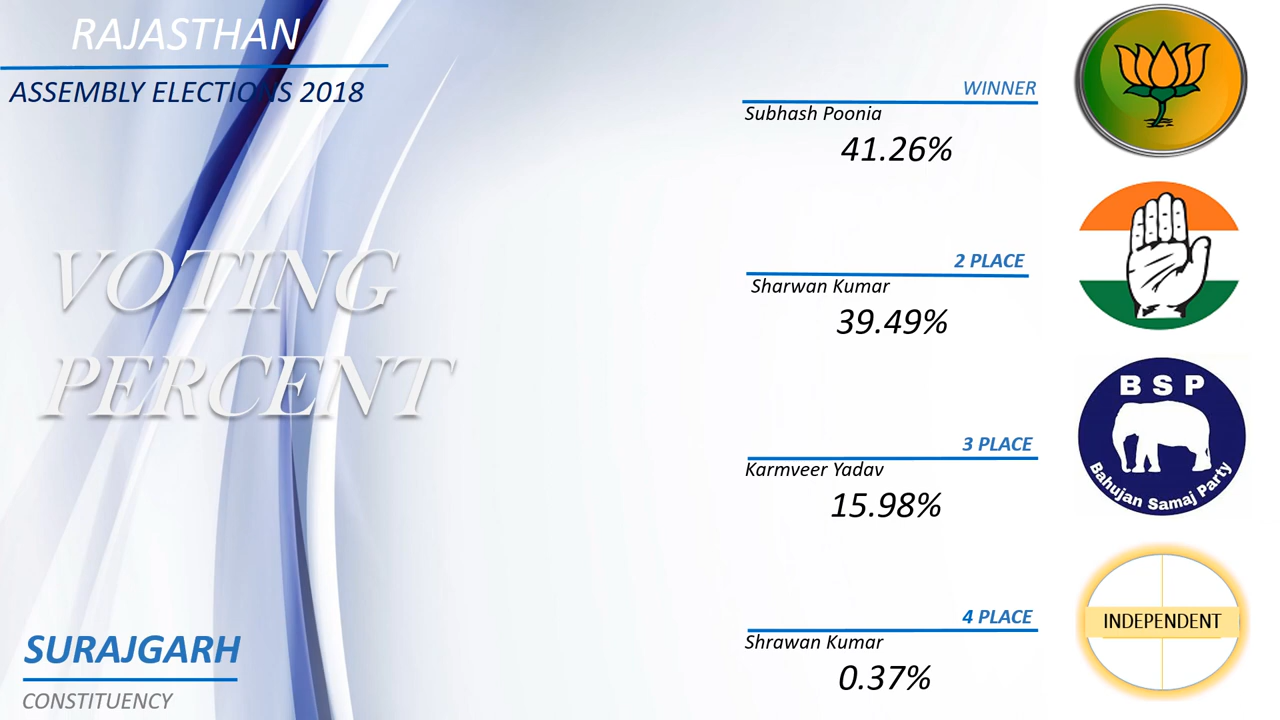 RAJASTHAN
ASSEMBLY ELECTIONS 2018
VOTING
PERCENT
SURAJGARH
CONSTITUENCY
WINNER
Subhash Poonia
41.26%
2 PLACE
Sharwan Kumar
39.49%
3 PLACE
Karmveer Yadav
15.98%
BSP
Bahujan Samaj Party
4 PLACE
Shrawan Kumar
0.37%
INDEPENDENT